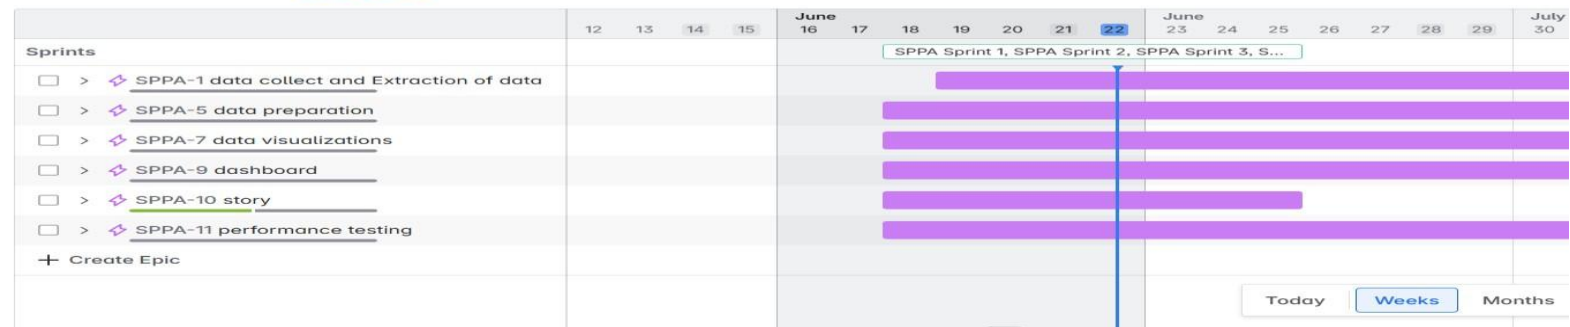 June June July
12 13 14 15 16 17 18 19 20 21 22 23 24 25 26 27 28 29 30
Sprints SPPA Sprint 1, SPPA Sprint 2, SPPA Sprint 3, S...
SPPA-1 data collect and Extraction of data
SPPA-5 data preparation
SPPA-7 data visualizations
SPPA-9 dashboard
SPPA-10 story
SPPA-11 performance testing
+ Create Epic
Today Weeks Months